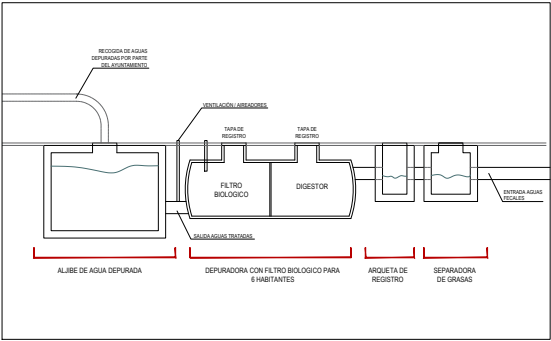 RECOGIDA DE AGUAS
DEPURADAS POR PARTE
DEL AYUNTAMIENTO
VENTILACIÓN / AIREADORES
TAPA DE
REGISTRO
TAPA DE
REGISTRO
FILTRO
BIOLOGICO
DIGESTOR
ENTRADA AGUAS
FECALES
SALIDA AGUAS TRATADAS
ALJIBE DE AGUA DEPURADA
DEPURADORA CON FILTRO BIOLOGICO PARA
6 HABITANTES
ARQUETA DE
REGISTRO
SEPARADORA
DE GRASAS